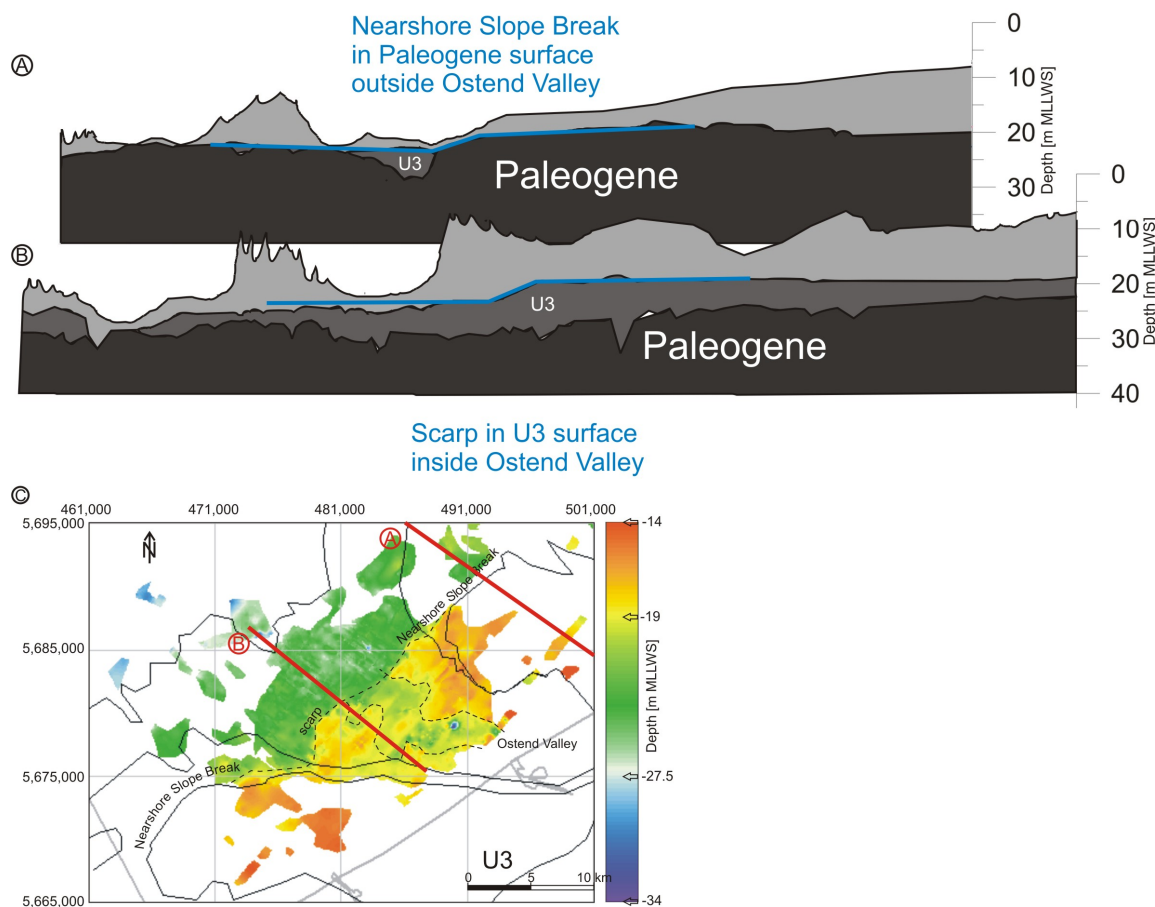 Nearshore Slope Break
in Paleogene surface
outside Ostend Valley
A
0
10
20
30
Depth [m MLLWS]
U3
Paleogene
B
0
10
20
30
40
Depth [m MLLWS]
U3
Paleogene
Scarp in U3 surface
inside Ostend Valley
C
461,000 471,000 481,000 491,000 501,000
5,695,000
5,685,000
5,675,000
5,665,000
N
A
B
Nearshore Slope Break
scarp
Ostend Valley
Nearshore Slope Break
U3
0 5 10 km
-14
-19
-27.5
-34
Depth [m MLLWS]